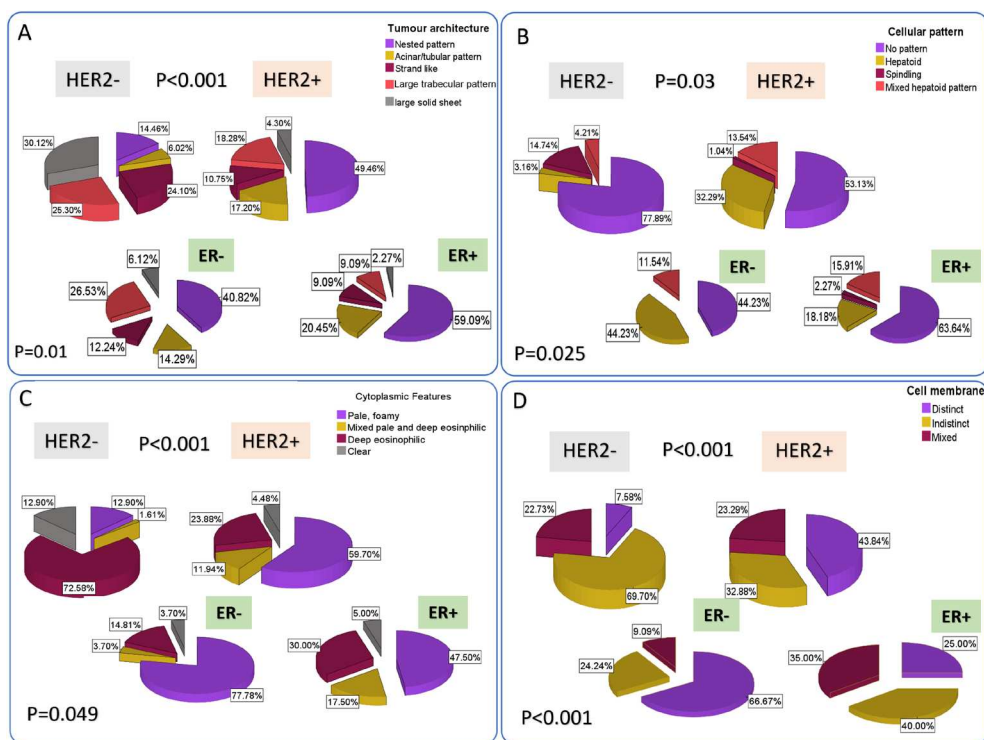 A
Tumour architecture
Nested pattern
Acinar/tubular pattern
Strand like
Large trabecular pattern
large solid sheet
HER2-
P<0.001
HER2+
30.12%
14.46%
6.02%
24.10%
25.30%
4.30%
18.28%
10.75%
17.20%
49.46%
ER-
6.12%
26.53%
12.24%
14.29%
40.82%
ER+
2.27%
9.09%
9.09%
20.45%
59.09%
P=0.01
B
Cellular pattern
No pattern
Hepatoid
Spindling
Mixed hepatoid pattern
HER2-
P=0.03
HER2+
4.21%
14.74%
3.16%
77.89%
13.54%
1.04%
32.29%
53.13%
ER-
11.54%
44.23%
44.23%
ER+
15.91%
2.27%
18.18%
63.64%
P=0.025
C
Cytoplasmic Features
Pale, foamy
Mixed pale and deep eosinphilic
Deep eosinophilic
Clear
HER2-
P<0.001
HER2+
12.90%
12.90%
1.61%
72.58%
4.48%
23.88%
11.94%
59.70%
ER-
3.70%
14.81%
3.70%
77.78%
ER+
5.00%
30.00%
17.50%
47.50%
P=0.049
D
Cell membrane
Distinct
Indistinct
Mixed
HER2-
P<0.001
HER2+
7.58%
22.73%
69.70%
23.29%
43.84%
32.88%
ER-
9.09%
24.24%
66.67%
ER+
25.00%
35.00%
40.00%
P<0.001